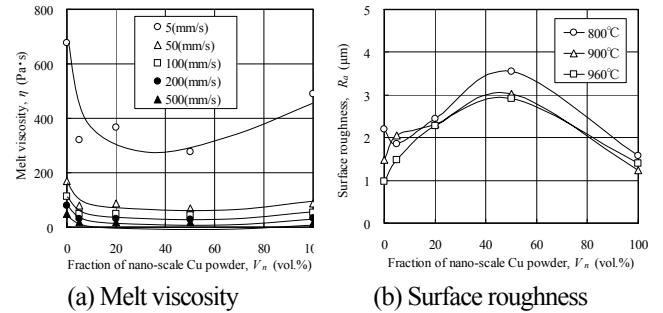 800
600
400
200
0
Melt viscosity, η (Pa·s)
5(mm/s)
50(mm/s)
100(mm/s)
200(mm/s)
500(mm/s)
0 20 40 60 80 100
Fraction of nano-scale Cu powder, Vn (vol.%)
(a) Melt viscosity
5
4
3
2
1
0
Surface roughness, Ra (μm)
800℃
900℃
960℃
0 20 40 60 80 100
Fraction of nano-scale Cu powder, Vn (vol.%)
(b) Surface roughness